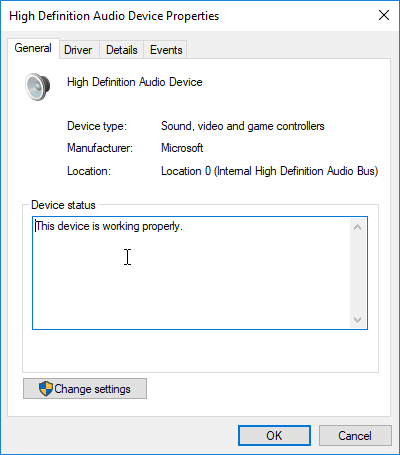 High Definition Audio Device Properties
General Driver Details Events
High Definition Audio Device
Device type: Sound, video and game controllers
Manufacturer: Microsoft
Location: Location 0 (Internal High Definition Audio Bus)
Device status
This device is working properly.
Change settings
OK Cancel